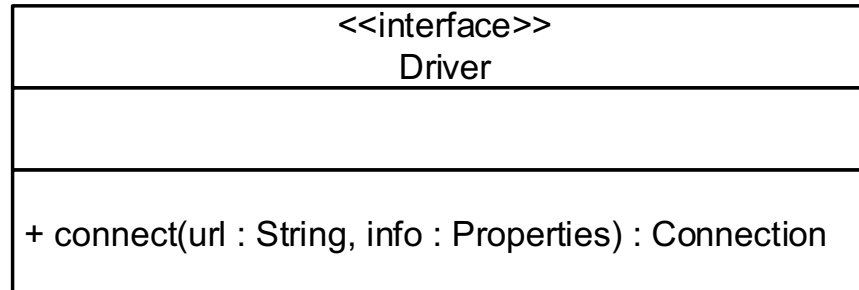 <<interface>>
Driver
+ connect(url : String, info : Properties) : Connection